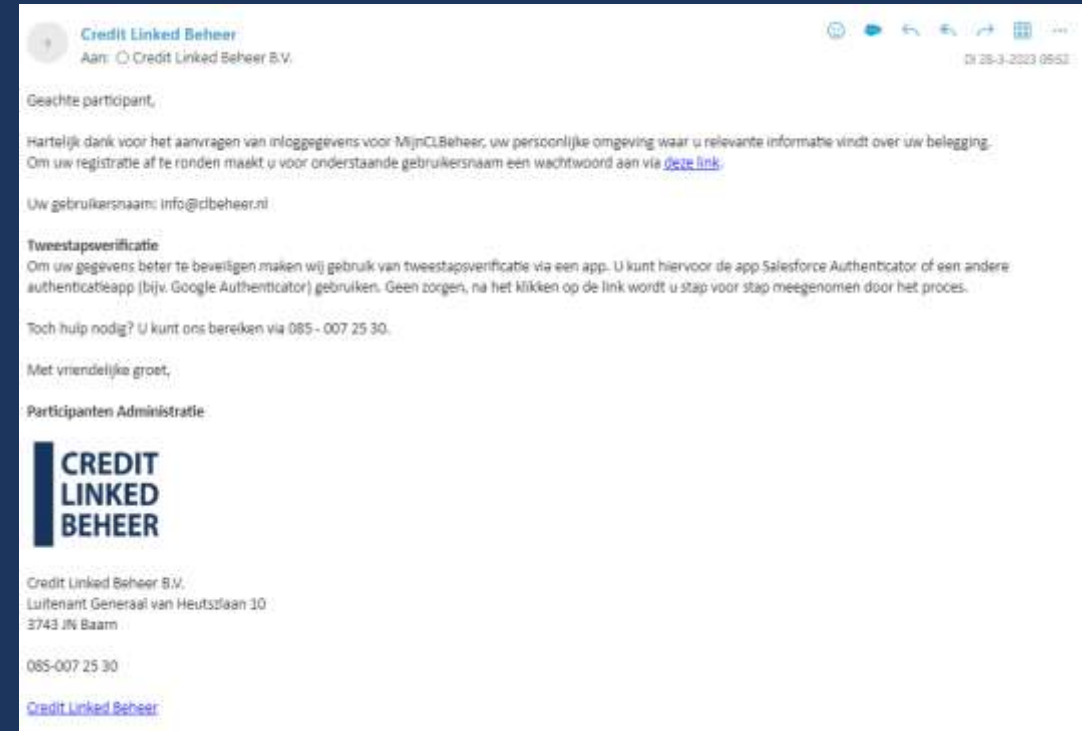 Credit Linked Beheer
Aan: Credit Linked Beheer B.V.
Di 28-3-2023 09:52
Geachte participant,
Hartelijk dank voor het aanvragen van inloggegevens voor MijnCLBeheer, uw persoonlijke omgeving waar u relevante informatie vindt over uw belegging.
Om uw registratie af te ronden maakt u voor onderstaande gebruikersnaam een wachtwoord aan via deze link.
Uw gebruikersnaam: info@clbeheer.nl
Tweestapsverificatie
Om uw gegevens beter te beveiligen maken wij gebruik van tweestapsverificatie via een app. U kunt hiervoor de app Salesforce Authenticator of een andere
authenticatieapp (bijv. Google Authenticator) gebruiken. Geen zorgen, na het klikken op de link wordt u stap voor stap meegenomen door het proces.
Toch hulp nodig? U kunt ons bereiken via 085 - 007 25 30.
Met vriendelijke groet,
Participanten Administratie
CREDIT
LINKED
BEHEER
Credit Linked Beheer B.V.
Luitenant Generaal van Heutszlaan 10
3743 JN Baarn
085-007 25 30
Credit Linked Beheer